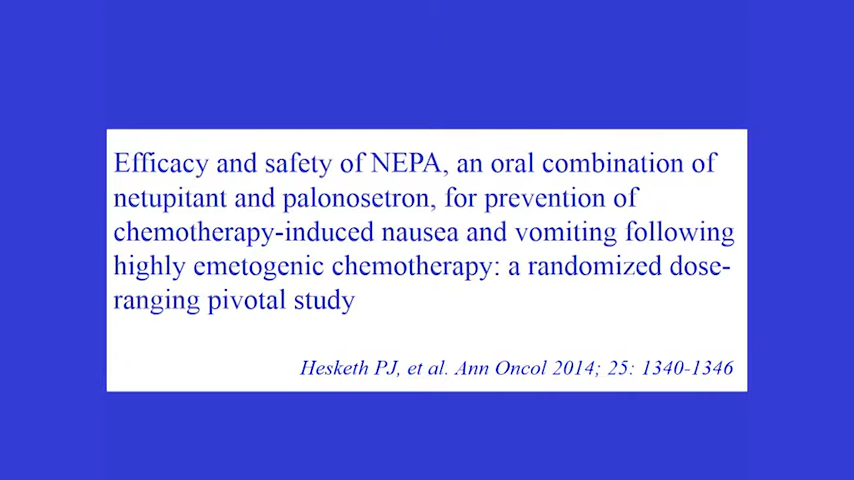 Efficacy and safety of NEPA, an oral combination of
netupitant and palonosetron, for prevention of
chemotherapy-induced nausea and vomiting following
highly emetogenic chemotherapy: a randomized dose-
ranging pivotal study
Hesketh PJ, et al. Ann Oncol 2014; 25: 1340-1346